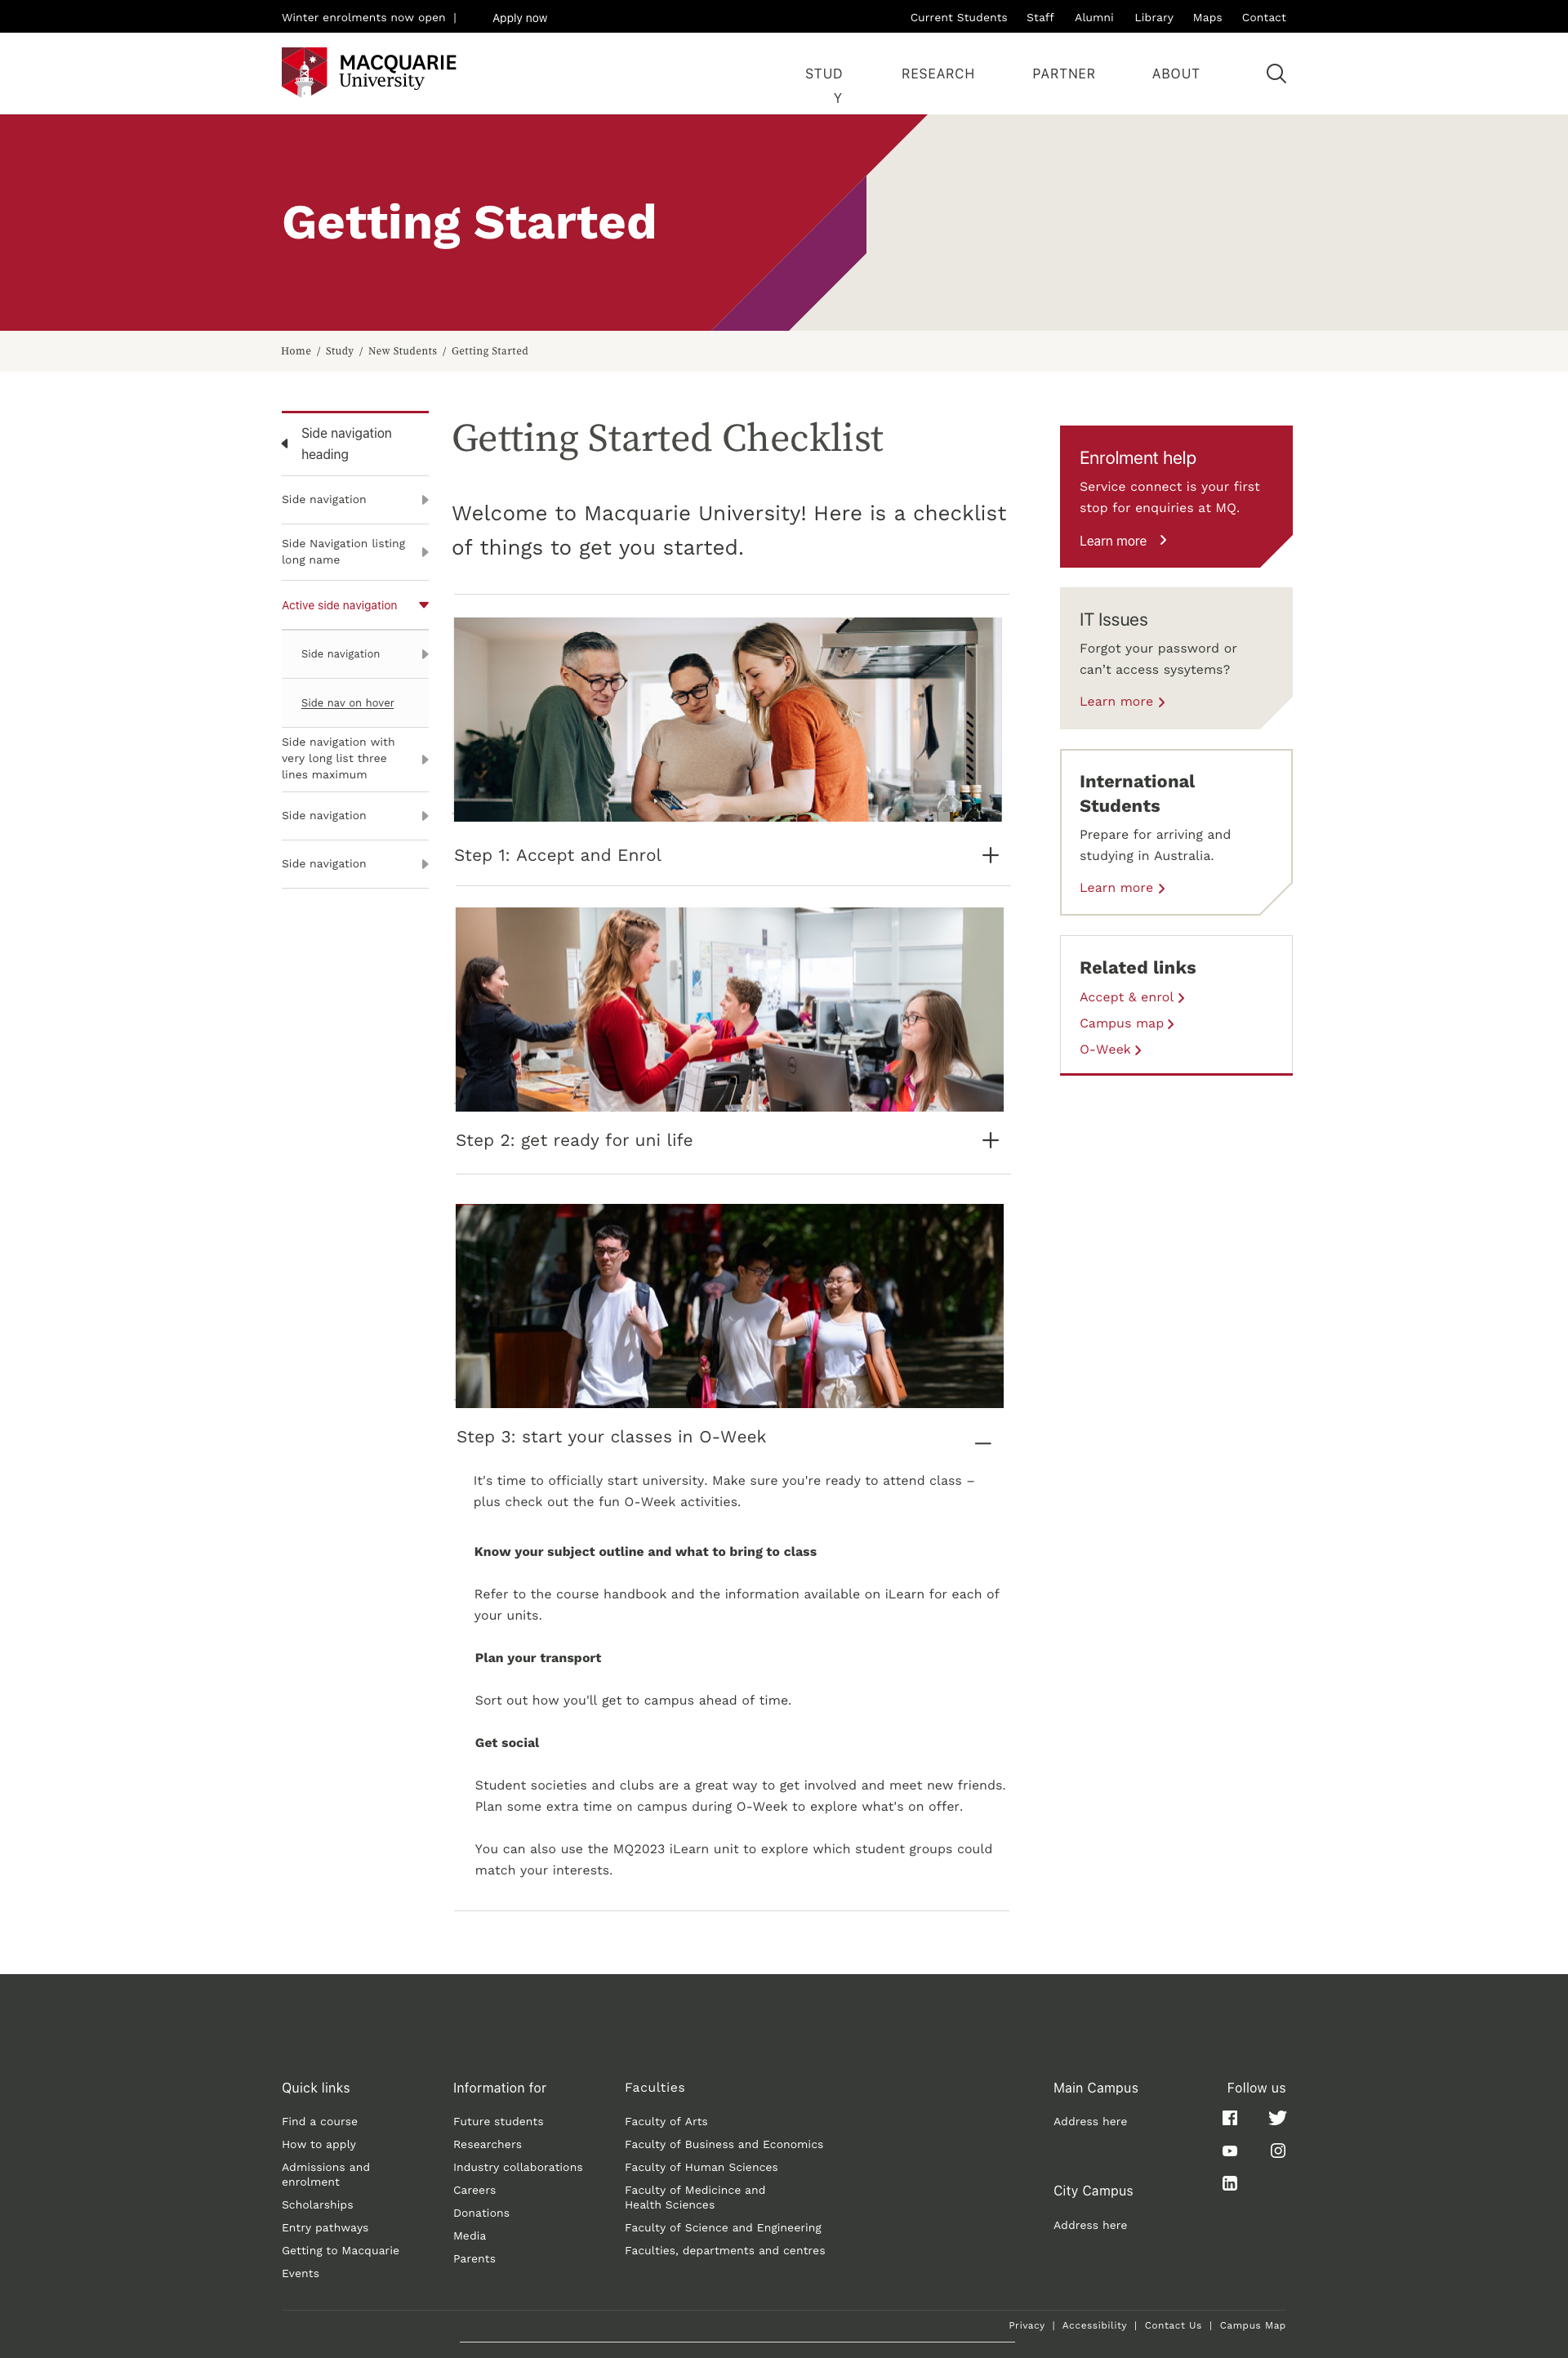 Winter enrolments now open | Apply now
Current Students Staff Alumni Library Maps Contact
MACQUARIE
University
STUD
Y
RESEARCH PARTNER ABOUT
Getting Started
Home / Study / New Students / Getting Started
Side navigation
heading
Side navigation
Side Navigation listing
long name
Active side navigation
Side navigation
Side nav on hover
Side navigation with
very long list three
lines maximum
Side navigation
Side navigation
Getting Started Checklist
Welcome to Macquarie University! Here is a checklist
of things to get you started.
Step 1: Accept and Enrol
Step 2: get ready for uni life
Step 3: start your classes in O-Week
It's time to officially start university. Make sure you're ready to attend class –
plus check out the fun O-Week activities.
Know your subject outline and what to bring to class
Refer to the course handbook and the information available on iLearn for each of
your units.
Plan your transport
Sort out how you'll get to campus ahead of time.
Get social
Student societies and clubs are a great way to get involved and meet new friends.
Plan some extra time on campus during O-Week to explore what's on offer.
You can also use the MQ2023 iLearn unit to explore which student groups could
match your interests.
Enrolment help
Service connect is your first
stop for enquiries at MQ.
Learn more
IT Issues
Forgot your password or
can’t access sysytems?
Learn more
International
Students
Prepare for arriving and
studying in Australia.
Learn more
Related links
Accept & enrol
Campus map
O-Week
Quick links
Find a course
How to apply
Admissions and
enrolment
Scholarships
Entry pathways
Getting to Macquarie
Events
Information for
Future students
Researchers
Industry collaborations
Careers
Donations
Media
Parents
Faculties
Faculty of Arts
Faculty of Business and Economics
Faculty of Human Sciences
Faculty of Medicince and
Health Sciences
Faculty of Science and Engineering
Faculties, departments and centres
Main Campus
Address here
City Campus
Address here
Follow us
Privacy | Accessibility | Contact Us | Campus Map